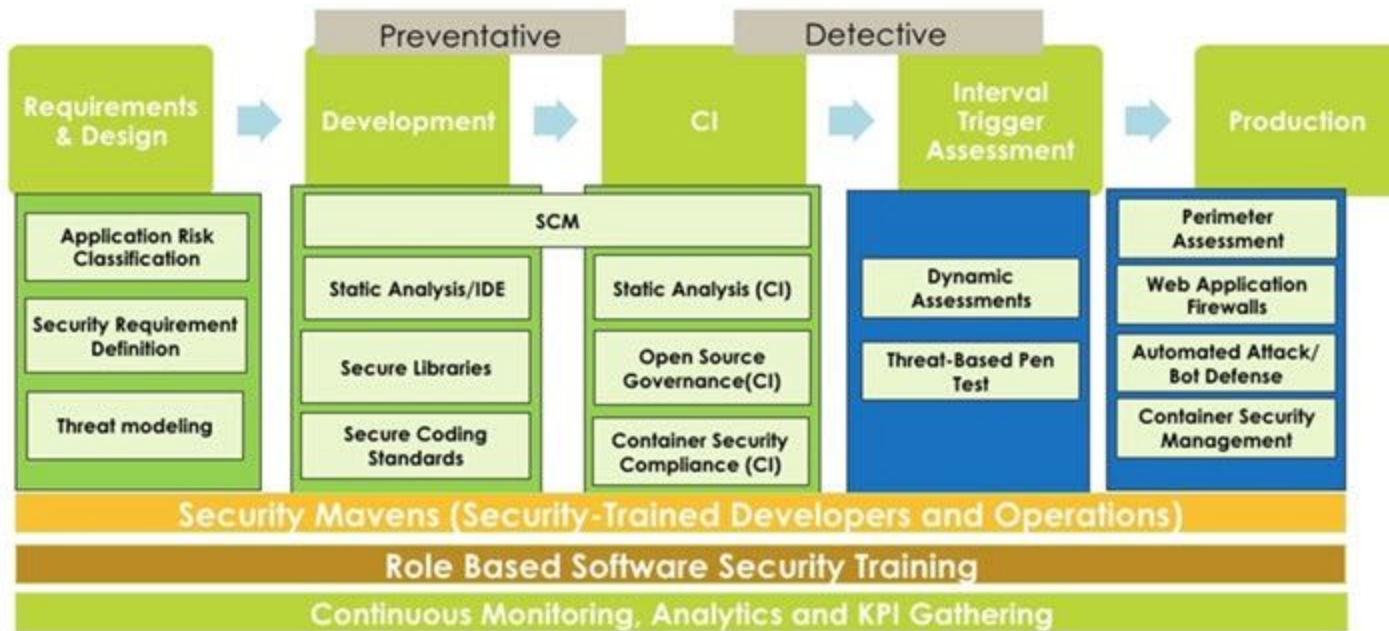 Preventative
Detective
Requirements
& Design
Development
CI
Interval
Trigger
Assessment
Production
Application Risk
Classification
Security Requirement
Definition
Threat modeling
SCM
Static Analysis/IDE
Secure Libraries
Secure Coding
Standards
Static Analysis (CI)
Open Source
Governance(CI)
Container Security
Compliance (CI)
Dynamic
Assessments
Threat-Based Pen
Test
Perimeter
Assessment
Web Application
Firewalls
Automated Attack/
Bot Defense
Container Security
Management
Security Mavens (Security-Trained Developers and Operations)
Role Based Software Security Training
Continuous Monitoring, Analytics and KPI Gathering